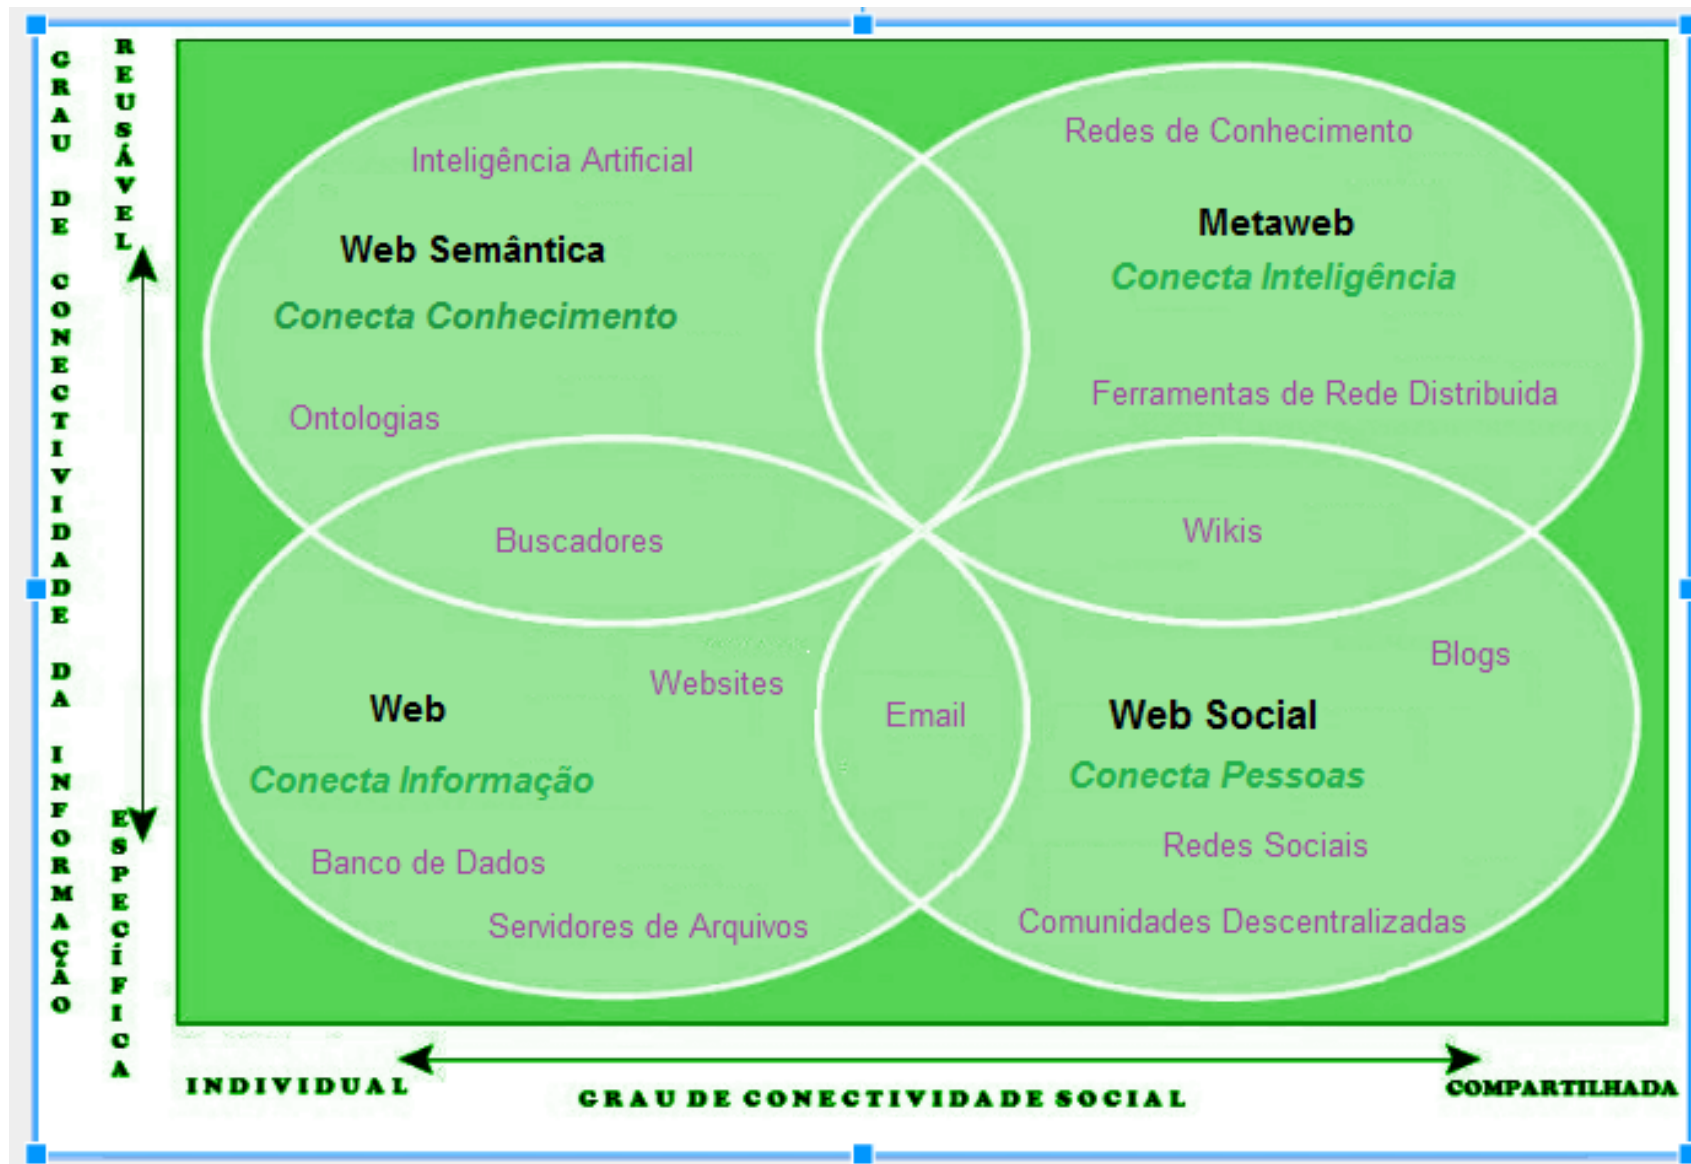 GRAU DE CONECTIVIDADE DA INFORMAÇÃO
REUSÁVEL
ESPECÍFICA
Inteligência Artificial
Web Semântica
Conecta Conhecimento
Ontologias
Redes de Conhecimento
Metaweb
Conecta Inteligência
Ferramentas de Rede Distribuida
Buscadores
Wikis
Websites
Web
Conecta Informação
Banco de Dados
Servidores de Arquivos
Email
Blogs
Web Social
Conecta Pessoas
Redes Sociais
Comunidades Descentralizadas
INDIVIDUAL
GRAU DE CONECTIVIDADE SOCIAL
COMPARTILHADA